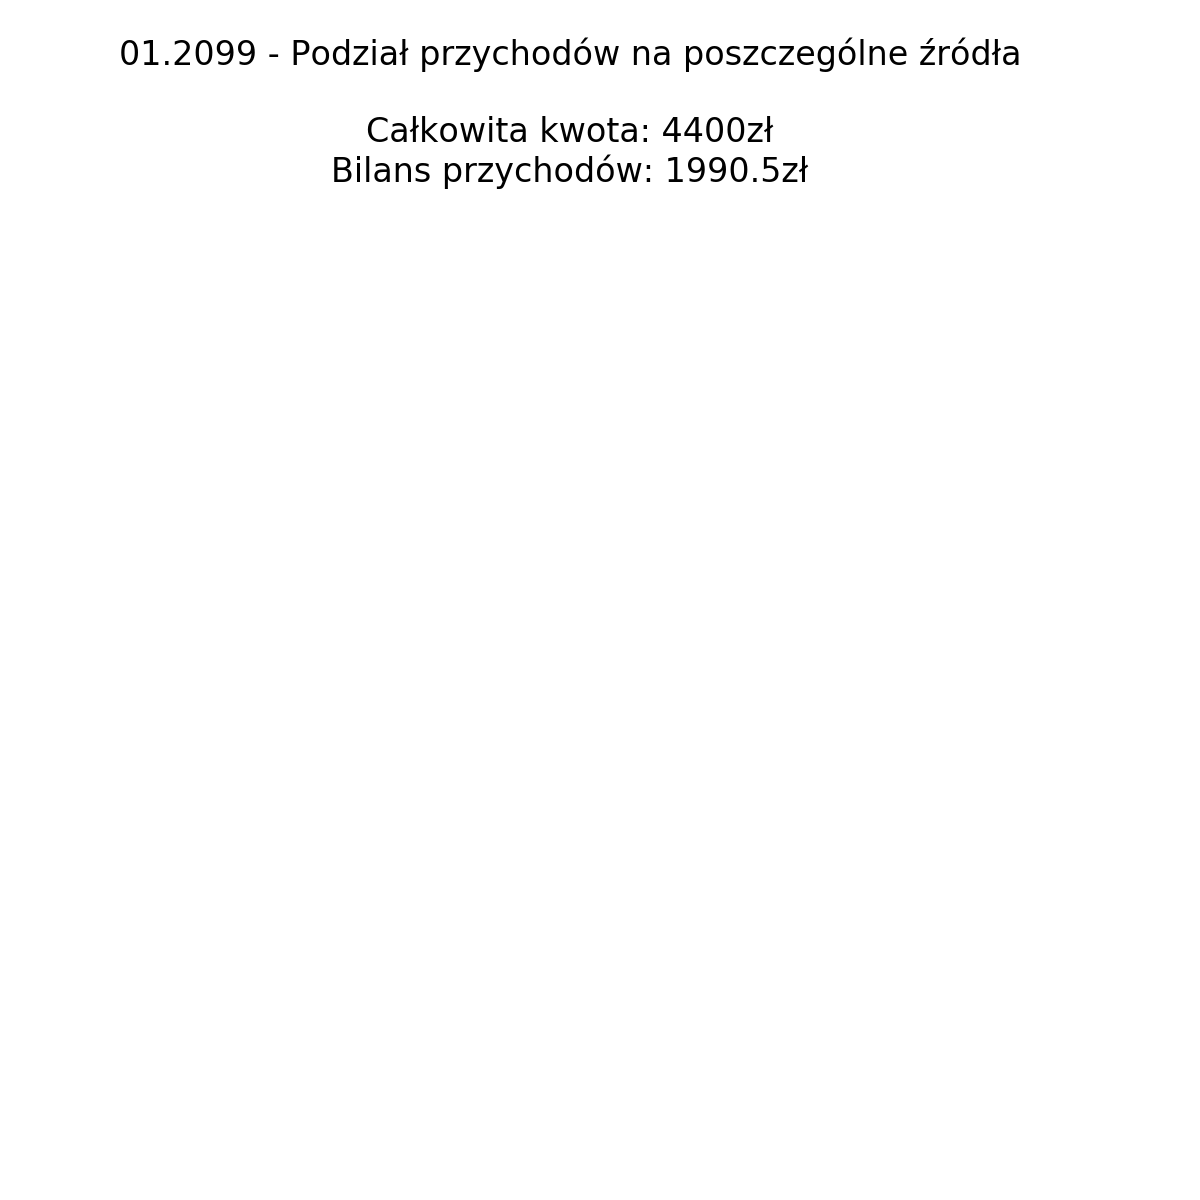 01.2099 - Podział przychodów na poszczególne źródła
Całkowita kwota: 4400zł
Bilans przychodów: 1990.5zł